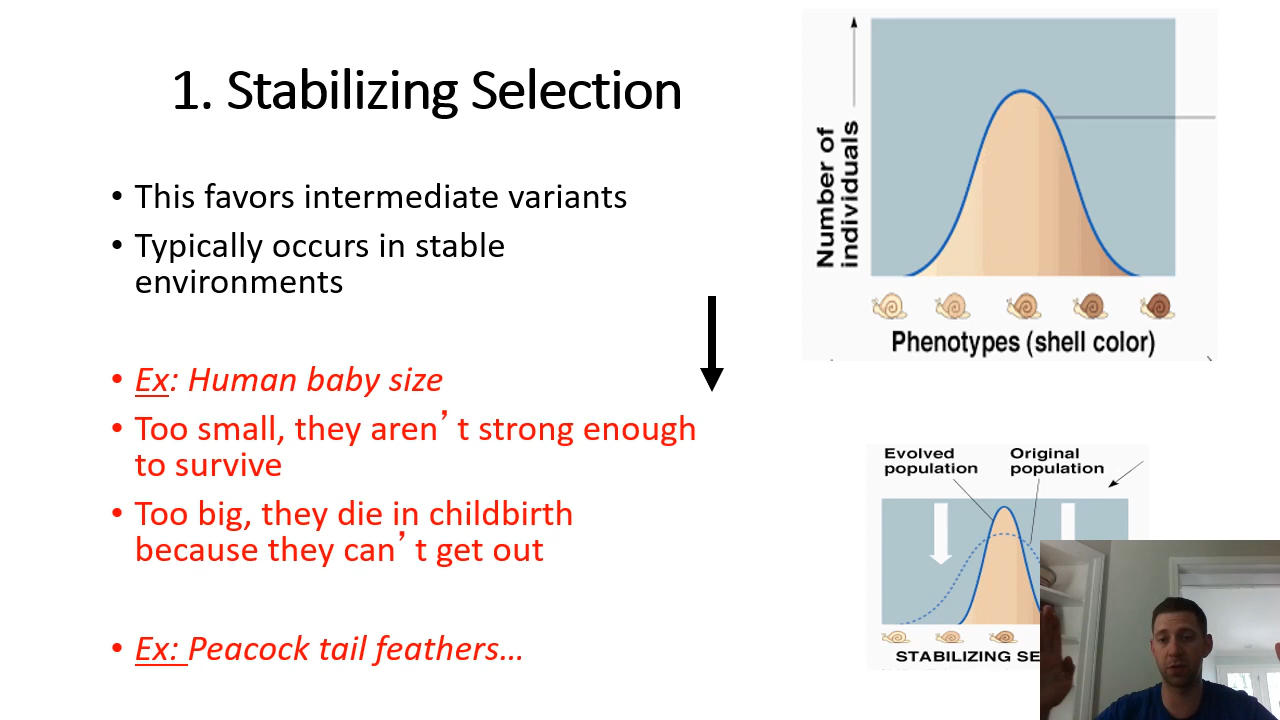 1. Stabilizing Selection
• This favors intermediate variants
• Typically occurs in stable
environments
• Ex: Human baby size
• Too small, they aren’t strong enough
to survive
• Too big, they die in childbirth
because they can’t get out
• Ex: Peacock tail feathers...
Number of
individuals
Phenotypes (shell color)
Evolved
population
Original
population
STABILIZING SE